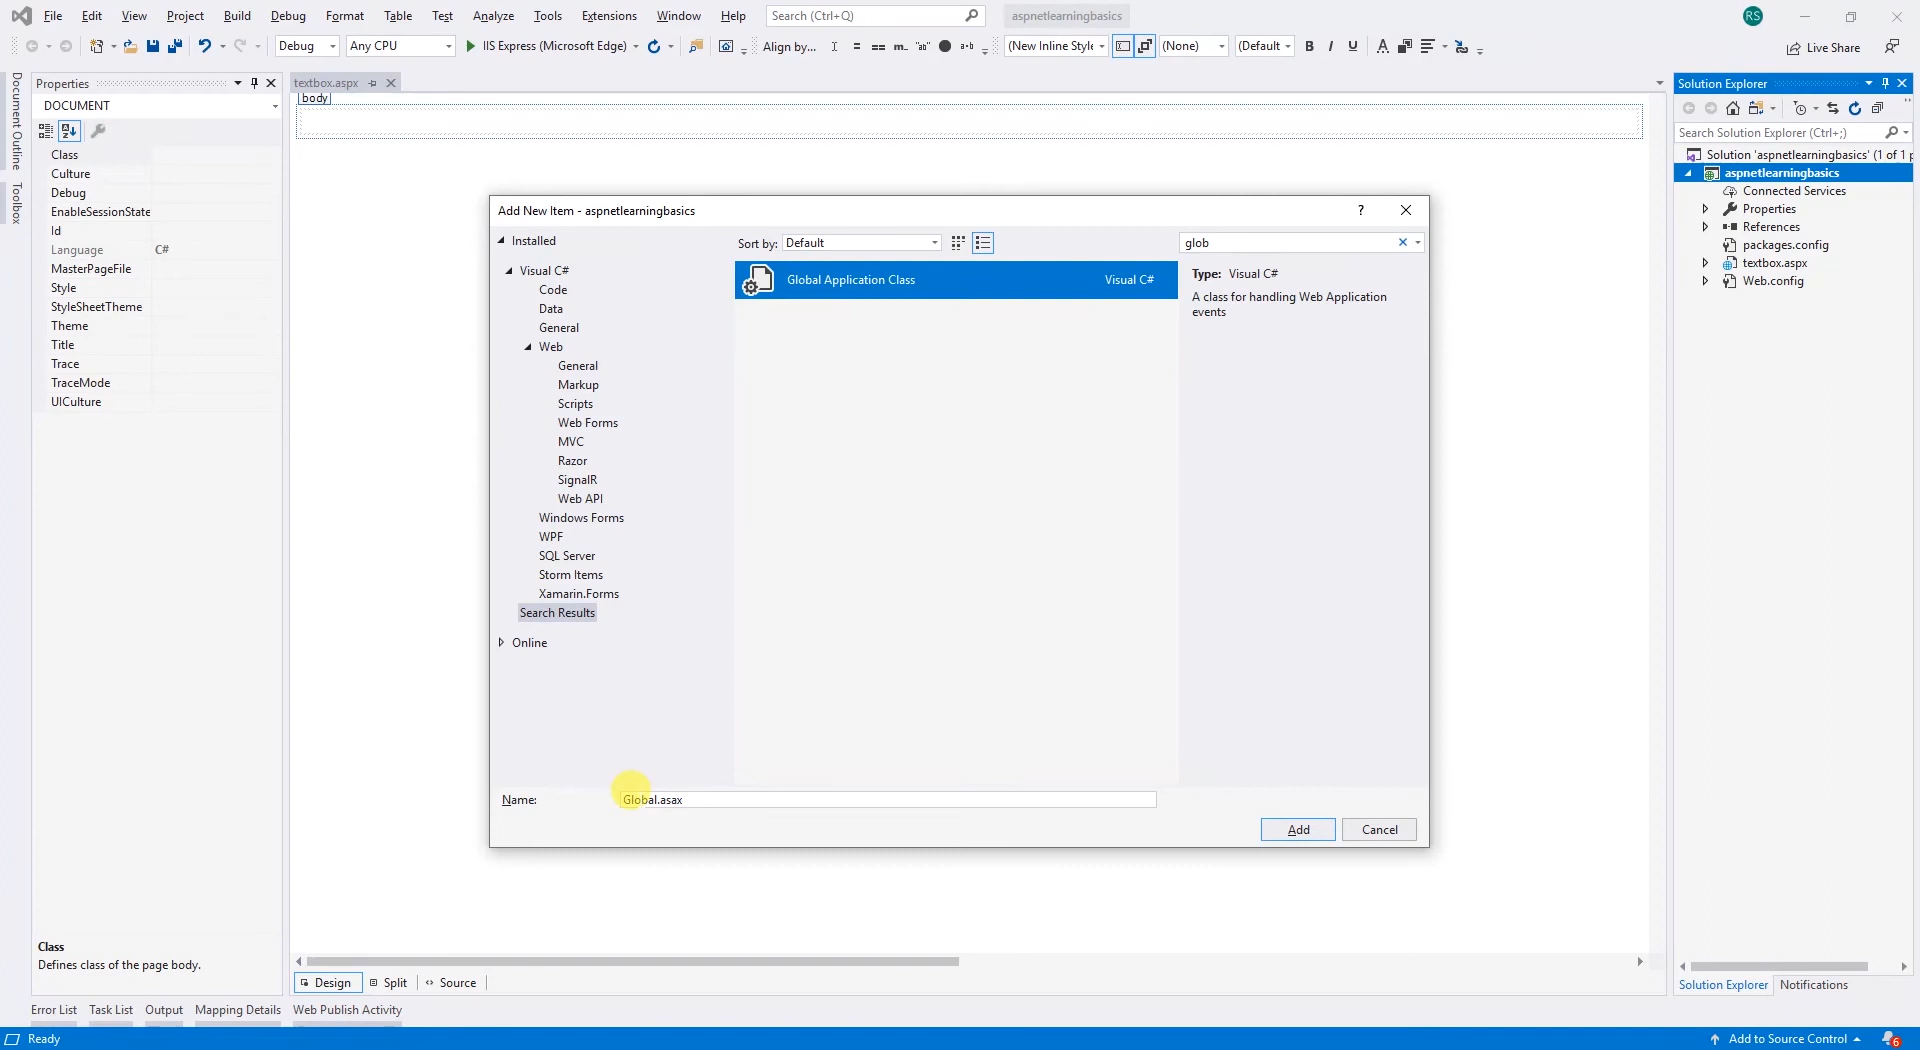 File Edit View Project Build Debug Format Table Test Analyze Tools Extensions Window Help Search (Ctrl+Q) aspnetlearningbasics RS
Debug Any CPU IIS Express (Microsoft Edge) Align by... (New Inline Style (None) (Default B I U A Live Share
Document Outline
Toolbox
Properties
DOCUMENT
Class
Culture
Debug
EnableSessionState
Id
Language C#
MasterPageFile
Style
StyleSheetTheme
Theme
Title
Trace
TraceMode
UICulture
Class
Defines class of the page body.
textbox.aspx
body
Add New Item - aspnetlearningbasics ?
Installed
Visual C#
Code
Data
General
Web
General
Markup
Scripts
Web Forms
MVC
Razor
SignalR
Web API
Windows Forms
WPF
SQL Server
Storm Items
Xamarin.Forms
Search Results
Online
Sort by: Default
Global Application Class Visual C#
glob
Type: Visual C#
A class for handling Web Application
events
Name: Global.asax
Add Cancel
Design Split Source
Solution Explorer
Search Solution Explorer (Ctrl+;)
Solution 'aspnetlearningbasics' (1 of 1 p
aspnetlearningbasics
Connected Services
Properties
References
packages.config
textbox.aspx
Web.config
Solution Explorer Notifications
Error List Task List Output Mapping Details Web Publish Activity
Ready Add to Source Control 6